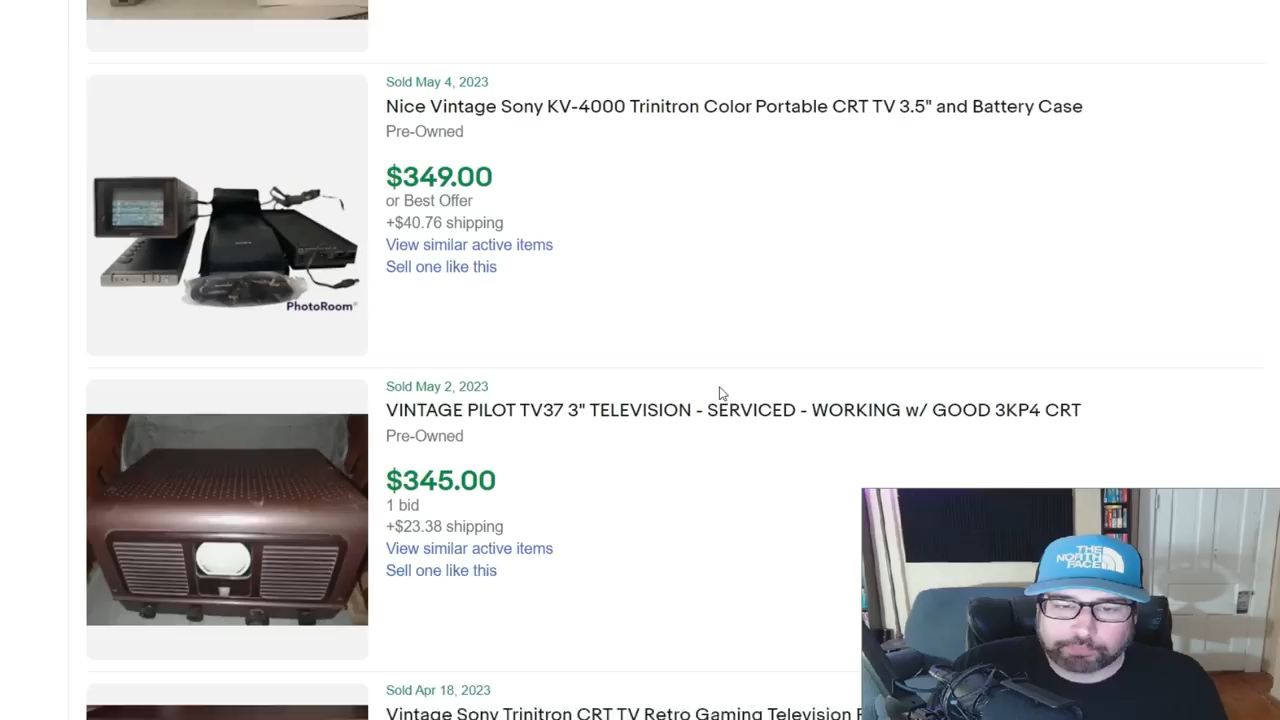 Sold May 4, 2023
Nice Vintage Sony KV-4000 Trinitron Color Portable CRT TV 3.5" and Battery Case
Pre-Owned
$349.00
or Best Offer
+$40.76 shipping
View similar active items
Sell one like this
PhotoRoom
Sold May 2, 2023
VINTAGE PILOT TV37 3" TELEVISION - SERVICED - WORKING w/ GOOD 3KP4 CRT
Pre-Owned
$345.00
1 bid
+$23.38 shipping
View similar active items
Sell one like this
THE
NORTH
FACE
Sold Apr 18, 2023
Vintage Sony Trinitron CRT TV Retro Gaming Television